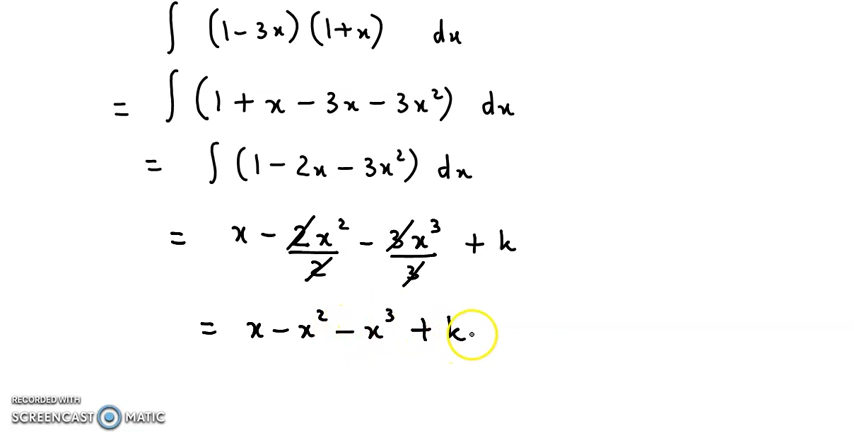 ∫ (1 - 3x) (1 + x) dx
= ∫ (1 + x - 3x - 3x²) dx
= ∫ (1 - 2x - 3x²) dx
= x - 2x²/2 - 3x³/3 + k
= x - x² - x³ + k.
RECORDED WITH
SCREENCAST MATIC